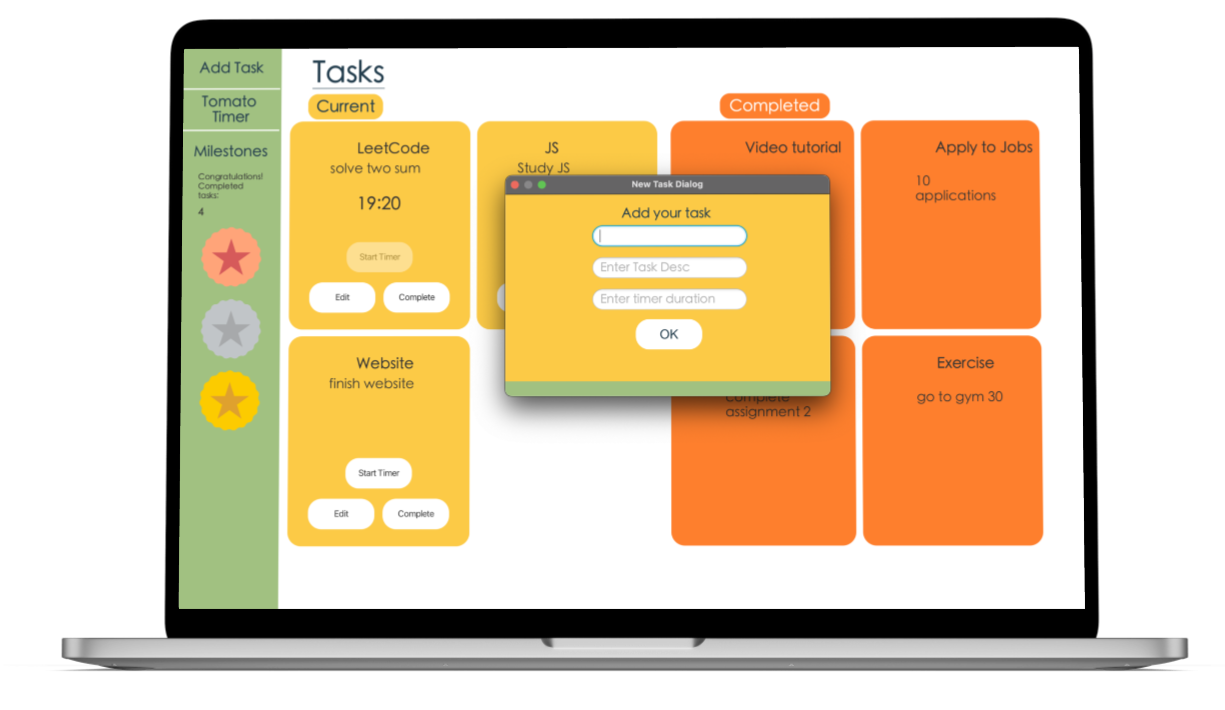 Add Task
Tomato
Timer
Milestones
Congratulations!
Completed
tasks:
4
Tasks
Current
LeetCode
solve two sum
19:20
Start Timer
Edit
Complete
JS
Study JS
Website
finish website
Start Timer
Edit
Complete
New Task Dialog
Add your task
Enter Task Desc
Enter timer duration
OK
Completed
Video tutorial
Apply to Jobs
10
applications
complete
assignment 2
Exercise
go to gym 30